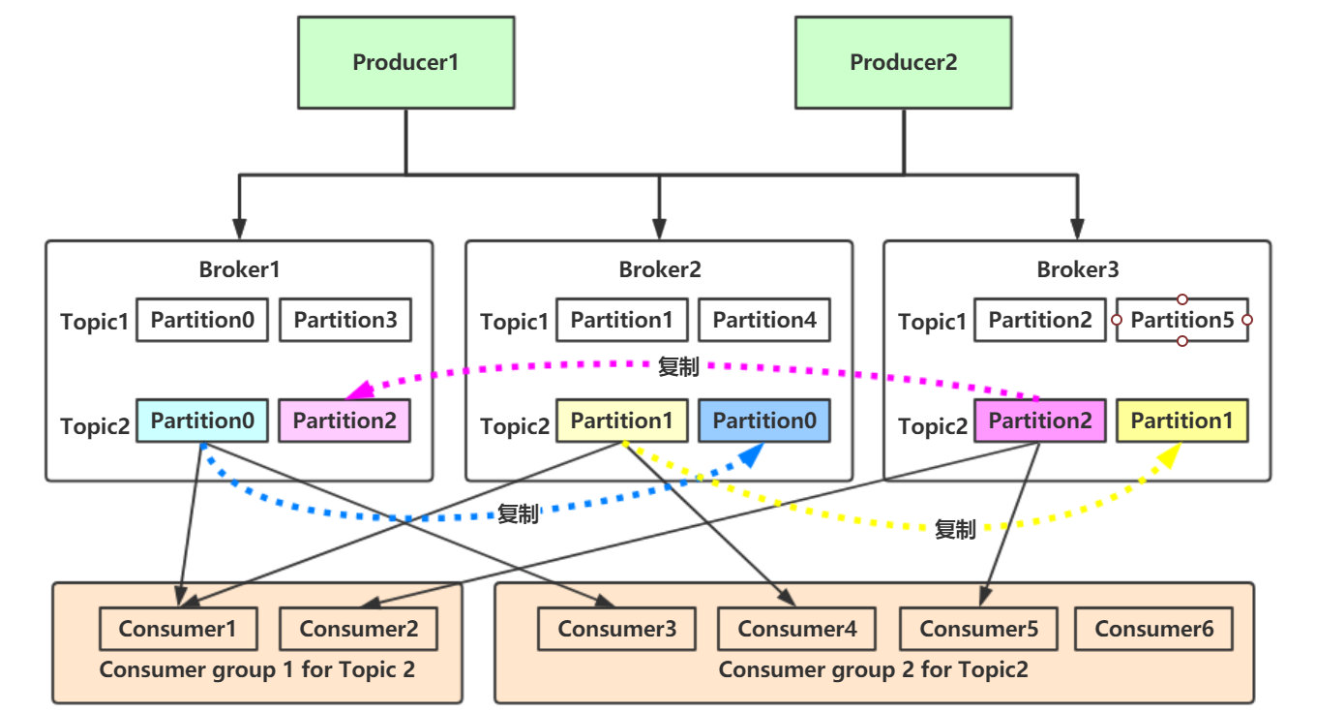 Producer1 Producer2
Broker1 Broker2 Broker3
Topic1 Partition0 Partition3 Topic1 Partition1 Partition4 Topic1 Partition2 Partition5
复制
Topic2 Partition0 Partition2 Topic2 Partition1 Partition0 Topic2 Partition2 Partition1
复制
复制
Consumer1 Consumer2 Consumer3 Consumer4 Consumer5 Consumer6
Consumer group 1 for Topic 2 Consumer group 2 for Topic2